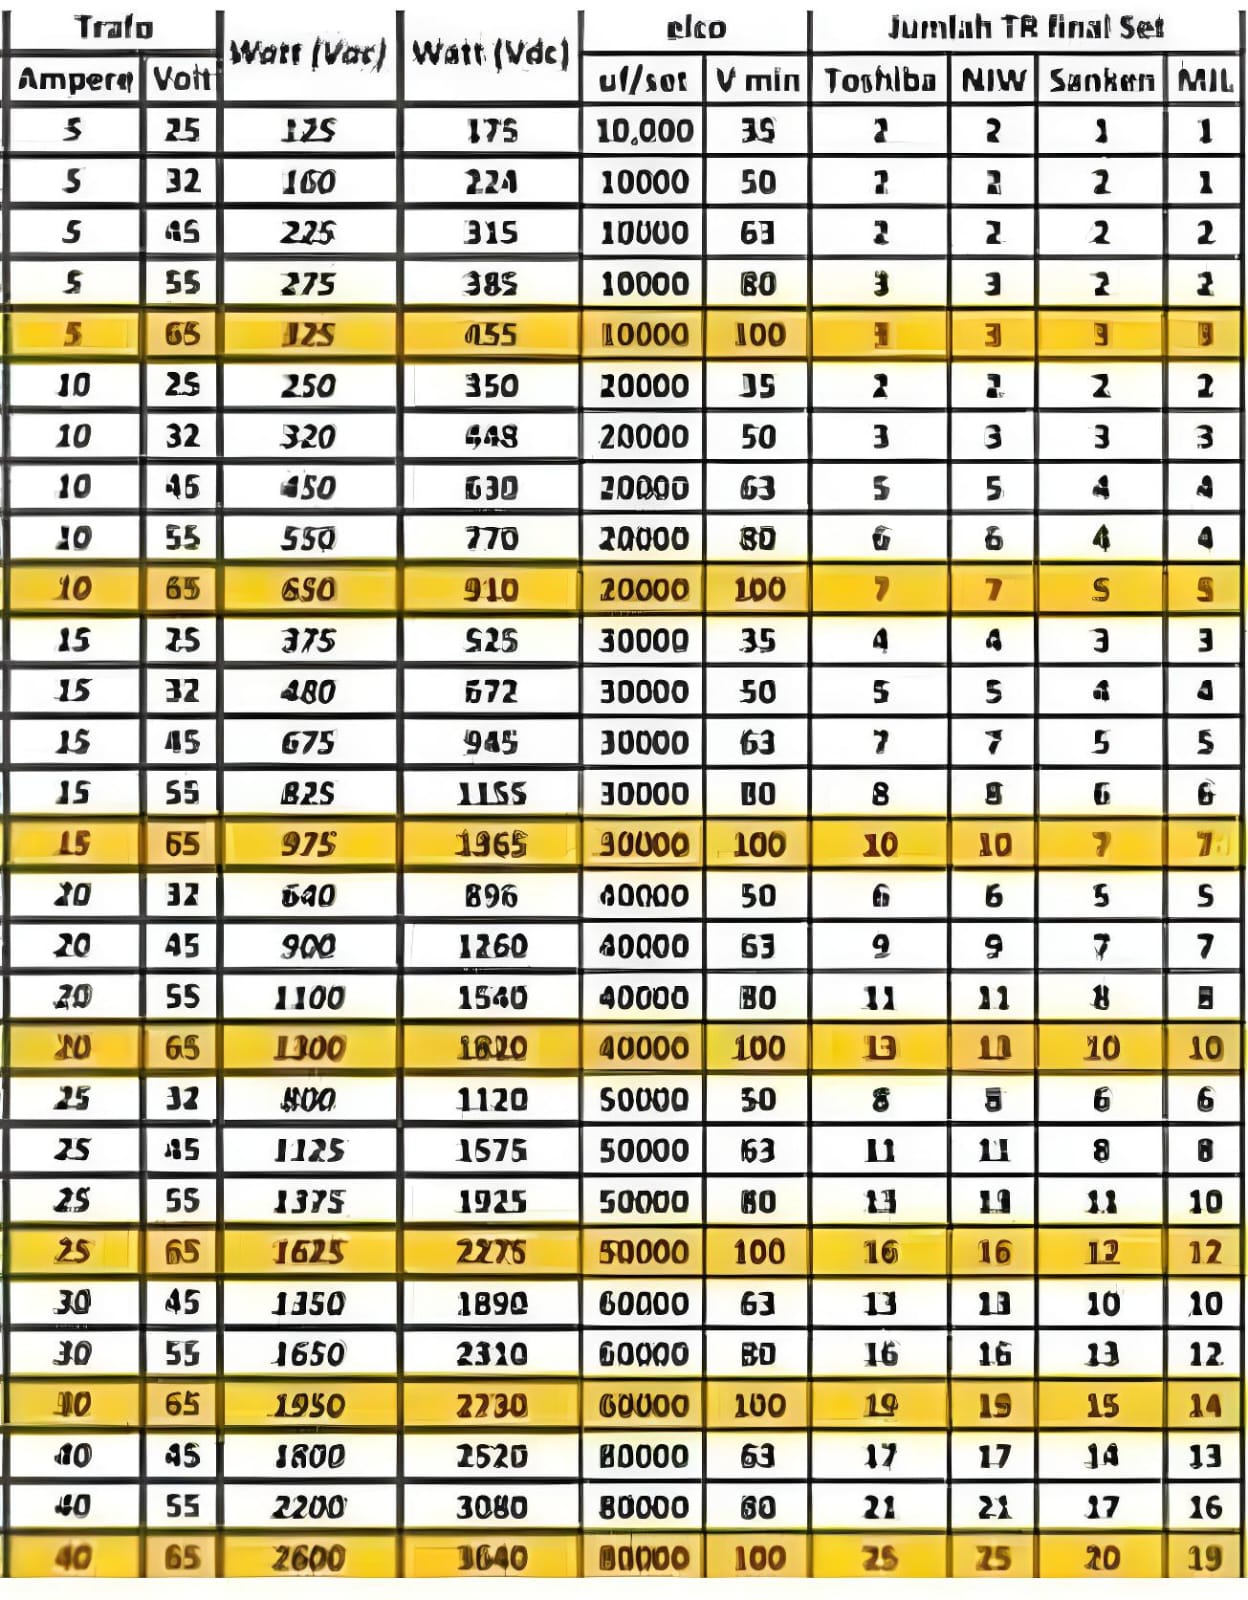 Trafo Watt (Vac) Watt (Vdc) elco Jumlah TR final Set
Ampere Volt uf/set V min Toshiba NJW Sanken MJL
5 25 125 175 10,000 35 2 2 1 1
5 32 160 224 10000 50 2 2 2 1
5 45 225 315 10000 63 2 2 2 2
5 55 275 385 10000 80 3 3 2 2
5 65 325 455 10000 100 3 3 3 3
10 25 250 350 20000 35 2 2 2 2
10 32 320 448 20000 50 3 3 3 3
10 45 450 630 20000 63 5 5 4 4
10 55 550 770 20000 80 6 6 4 4
10 65 650 910 20000 100 7 7 5 5
15 25 375 525 30000 35 4 4 3 3
15 32 480 672 30000 50 5 5 4 4
15 45 675 945 30000 63 7 7 5 5
15 55 825 1155 30000 80 8 8 6 6
15 65 975 1365 30000 100 10 10 7 7
20 32 640 896 40000 50 6 6 5 5
20 45 900 1260 40000 63 9 9 7 7
20 55 1100 1540 40000 80 11 11 8 8
20 65 1300 1820 40000 100 13 13 10 10
25 32 800 1120 50000 50 8 8 6 6
25 45 1125 1575 50000 63 11 11 8 8
25 55 1375 1925 50000 80 13 13 11 10
25 65 1625 2275 50000 100 16 16 12 12
30 45 1350 1890 60000 63 13 13 10 10
30 55 1650 2310 60000 80 16 16 13 12
65 1950 2730 60000 100 19 19 15 14
40 45 1800 2520 80000 63 17 17 14 13
40 55 2200 3080 80000 80 21 21 17 16
40 65 2600 3640 80000 100 25 25 20 19